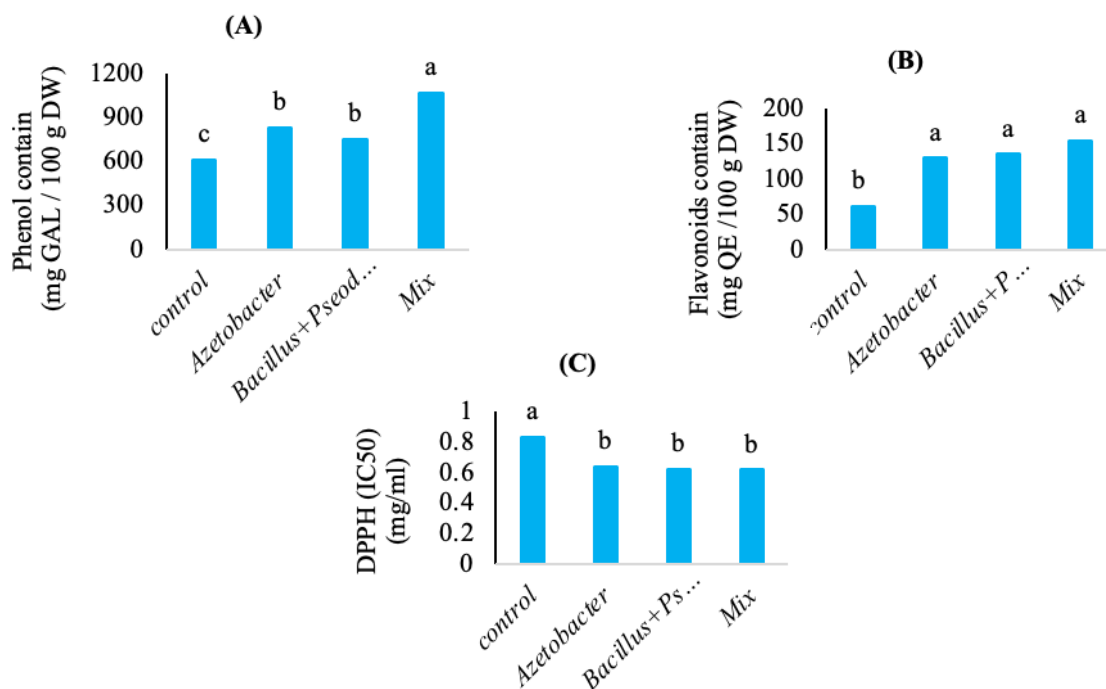 (A)
Phenol contain
(mg GAL / 100 g DW)
1200
900
600
300
0
c
b
b
a
control
Azetobacter
Bacillus+Pseod...
Mix
(B)
Flavonoids contain
(mg QE /100 g DW)
200
150
100
50
0
b
a
a
a
ontrol
Azetobacter
Bacillus+P...
Mix
(C)
DPPH (IC50)
(mg/ml)
1
0.8
0.6
0.4
0.2
0
a
b
b
b
control
Azetobacter
Bacillus+Ps...
Mix